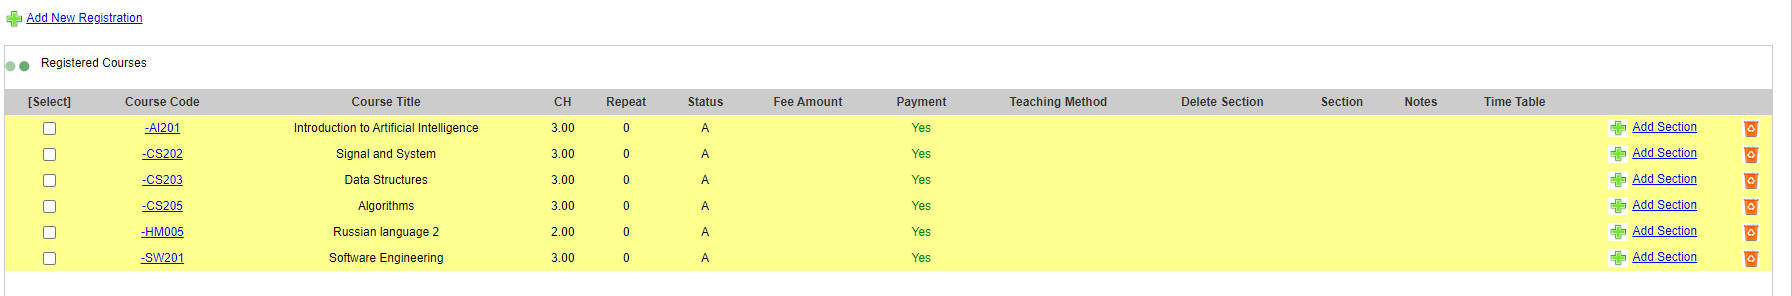 Add New Registration
Registered Courses
[Select] Course Code Course Title CH Repeat Status Fee Amount Payment Teaching Method Delete Section Section Notes Time Table
-AI201 Introduction to Artificial Intelligence 3.00 0 A Yes Add Section
-CS202 Signal and System 3.00 0 A Yes Add Section
-CS203 Data Structures 3.00 0 A Yes Add Section
-CS205 Algorithms 3.00 0 A Yes Add Section
-HM005 Russian language 2 2.00 0 A Yes Add Section
-SW201 Software Engineering 3.00 0 A Yes Add Section